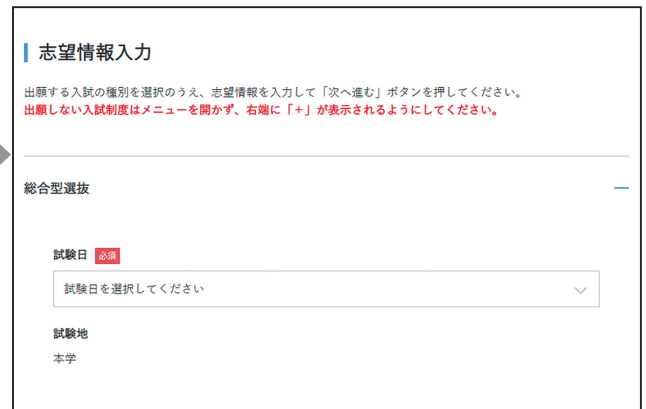 志望情報入力
出願する入試の種別を選択のうえ、志望情報を入力して「次へ進む」ボタンを押してください。
出願しない入試制度はメニューを開かず、右端に「＋」が表示されるようにしてください。
総合型選抜
試験日 必須
試験日を選択してください
試験地
本学